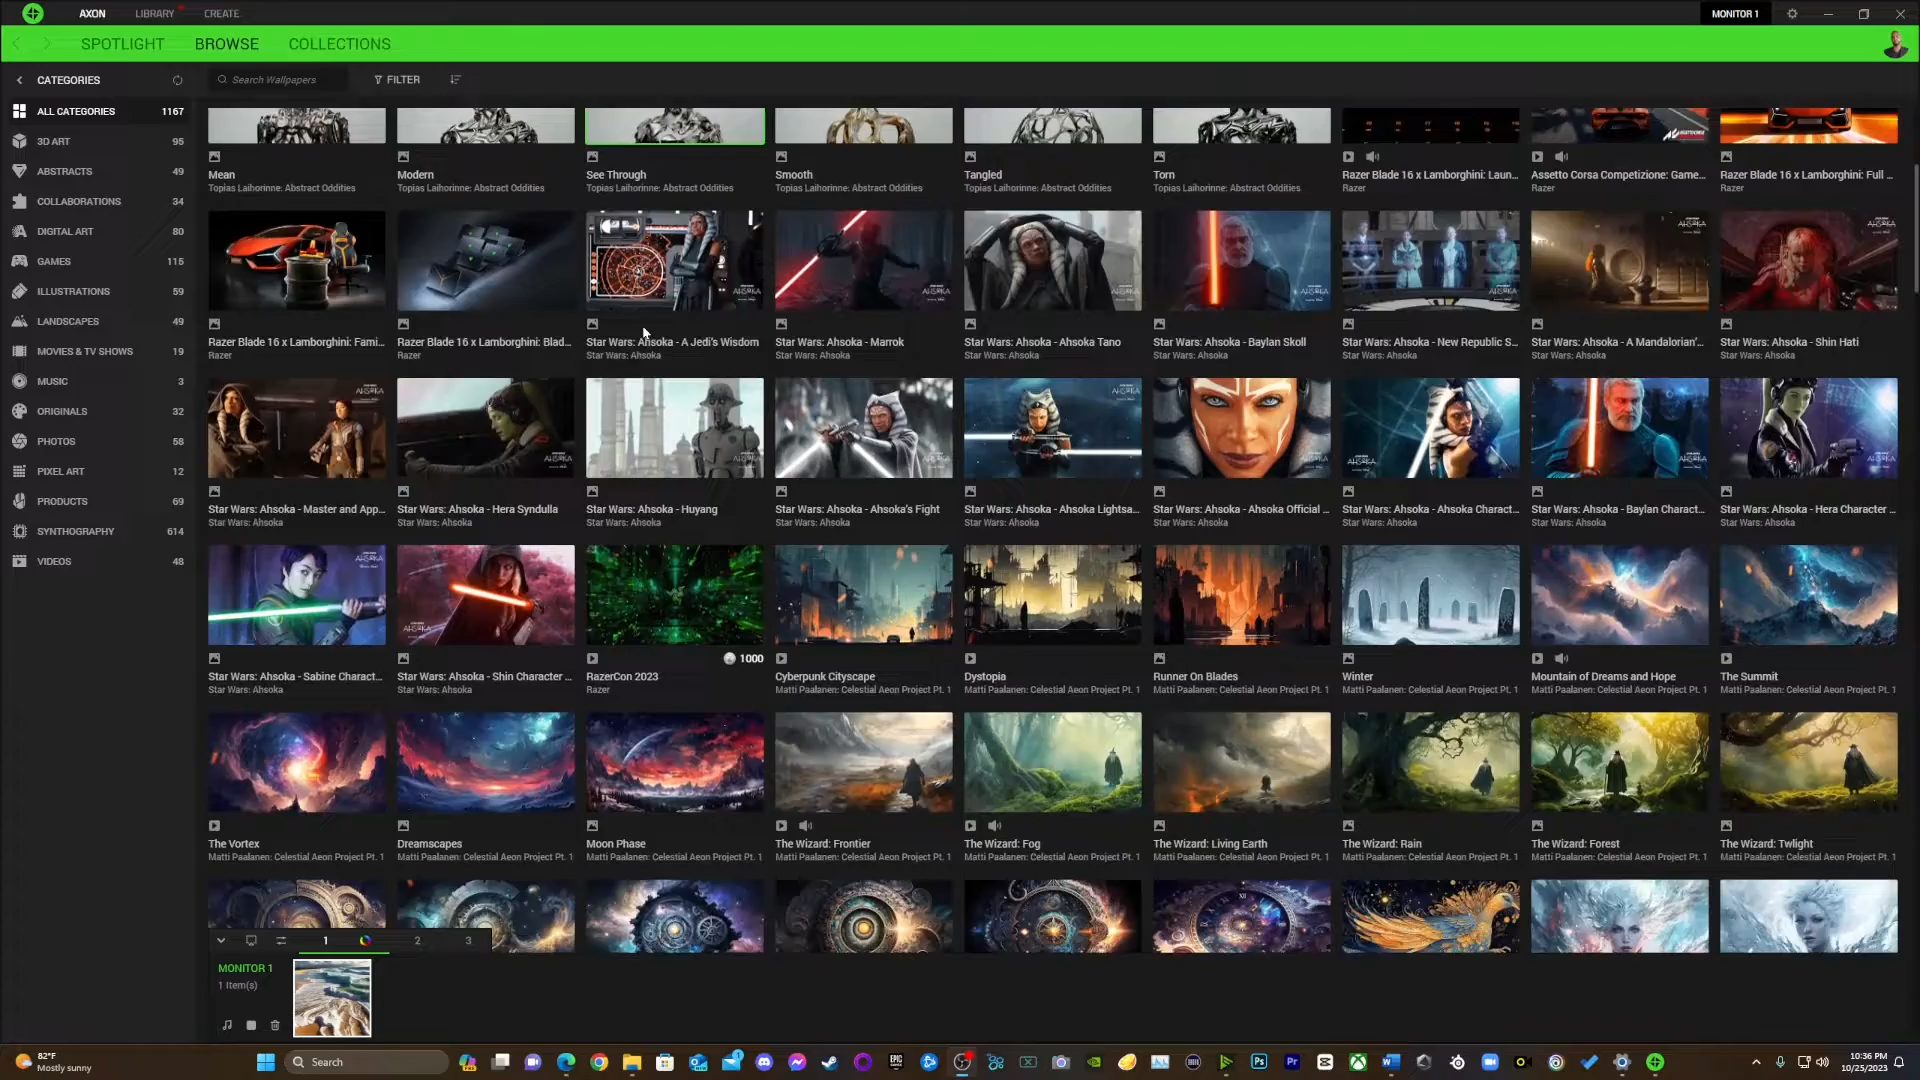 AXON
LIBRARY
CREATE
MONITOR 1
SPOTLIGHT
BROWSE
COLLECTIONS
CATEGORIES
Search Wallpapers
FILTER
ALL CATEGORIES 1167
3D ART 95
ABSTRACTS 49
COLLABORATIONS 34
DIGITAL ART 80
GAMES 115
ILLUSTRATIONS 59
LANDSCAPES 49
MOVIES & TV SHOWS 19
MUSIC 3
ORIGINALS 32
PHOTOS 58
PIXEL ART 12
PRODUCTS 69
SYNTHOGRAPHY 614
VIDEOS 48
Mean
Topias Laihorinne: Abstract Oddities
Modern
Topias Laihorinne: Abstract Oddities
See Through
Topias Laihorinne: Abstract Oddities
Smooth
Topias Laihorinne: Abstract Oddities
Tangled
Topias Laihorinne: Abstract Oddities
Torn
Topias Laihorinne: Abstract Oddities
Razer Blade 16 x Lamborghini: Laun...
Razer
Assetto Corsa Competizione: Game...
Razer
Razer Blade 16 x Lamborghini: Full ...
Razer
Razer Blade 16 x Lamborghini: Fami...
Razer
Razer Blade 16 x Lamborghini: Blad...
Razer
Star Wars: Ahsoka - A Jedi's Wisdom
Star Wars: Ahsoka
Star Wars: Ahsoka - Marrok
Star Wars: Ahsoka
Star Wars: Ahsoka - Ahsoka Tano
Star Wars: Ahsoka
Star Wars: Ahsoka - Baylan Skoll
Star Wars: Ahsoka
Star Wars: Ahsoka - New Republic S...
Star Wars: Ahsoka
Star Wars: Ahsoka - A Mandalorian'...
Star Wars: Ahsoka
Star Wars: Ahsoka - Shin Hati
Star Wars: Ahsoka
Star Wars: Ahsoka - Master and App...
Star Wars: Ahsoka
Star Wars: Ahsoka - Hera Syndulla
Star Wars: Ahsoka
Star Wars: Ahsoka - Huyang
Star Wars: Ahsoka
Star Wars: Ahsoka - Ahsoka's Fight
Star Wars: Ahsoka
Star Wars: Ahsoka - Ahsoka Lightsa...
Star Wars: Ahsoka
Star Wars: Ahsoka - Ahsoka Official ...
Star Wars: Ahsoka
Star Wars: Ahsoka - Ahsoka Charact...
Star Wars: Ahsoka
Star Wars: Ahsoka - Baylan Charact...
Star Wars: Ahsoka
Star Wars: Ahsoka - Hera Character ...
Star Wars: Ahsoka
Star Wars: Ahsoka - Sabine Charact...
Star Wars: Ahsoka
Star Wars: Ahsoka - Shin Character ...
Star Wars: Ahsoka
1000
RazerCon 2023
Razer
Cyberpunk Cityscape
Matti Paalanen: Celestial Aeon Project Pt. 1
Dystopia
Matti Paalanen: Celestial Aeon Project Pt. 1
Runner On Blades
Matti Paalanen: Celestial Aeon Project Pt. 1
Winter
Matti Paalanen: Celestial Aeon Project Pt. 1
Mountain of Dreams and Hope
Matti Paalanen: Celestial Aeon Project Pt. 1
The Summit
Matti Paalanen: Celestial Aeon Project Pt. 1
The Vortex
Matti Paalanen: Celestial Aeon Project Pt. 1
Dreamscapes
Matti Paalanen: Celestial Aeon Project Pt. 1
Moon Phase
Matti Paalanen: Celestial Aeon Project Pt. 1
The Wizard: Frontier
Matti Paalanen: Celestial Aeon Project Pt. 1
The Wizard: Fog
Matti Paalanen: Celestial Aeon Project Pt. 1
The Wizard: Living Earth
Matti Paalanen: Celestial Aeon Project Pt. 1
The Wizard: Rain
Matti Paalanen: Celestial Aeon Project Pt. 1
The Wizard: Forest
Matti Paalanen: Celestial Aeon Project Pt. 1
The Wizard: Twlight
Matti Paalanen: Celestial Aeon Project Pt. 1
1 2 3
MONITOR 1
1 Item(s)
82°F
Mostly sunny
Search
10:36 PM
10/25/2023